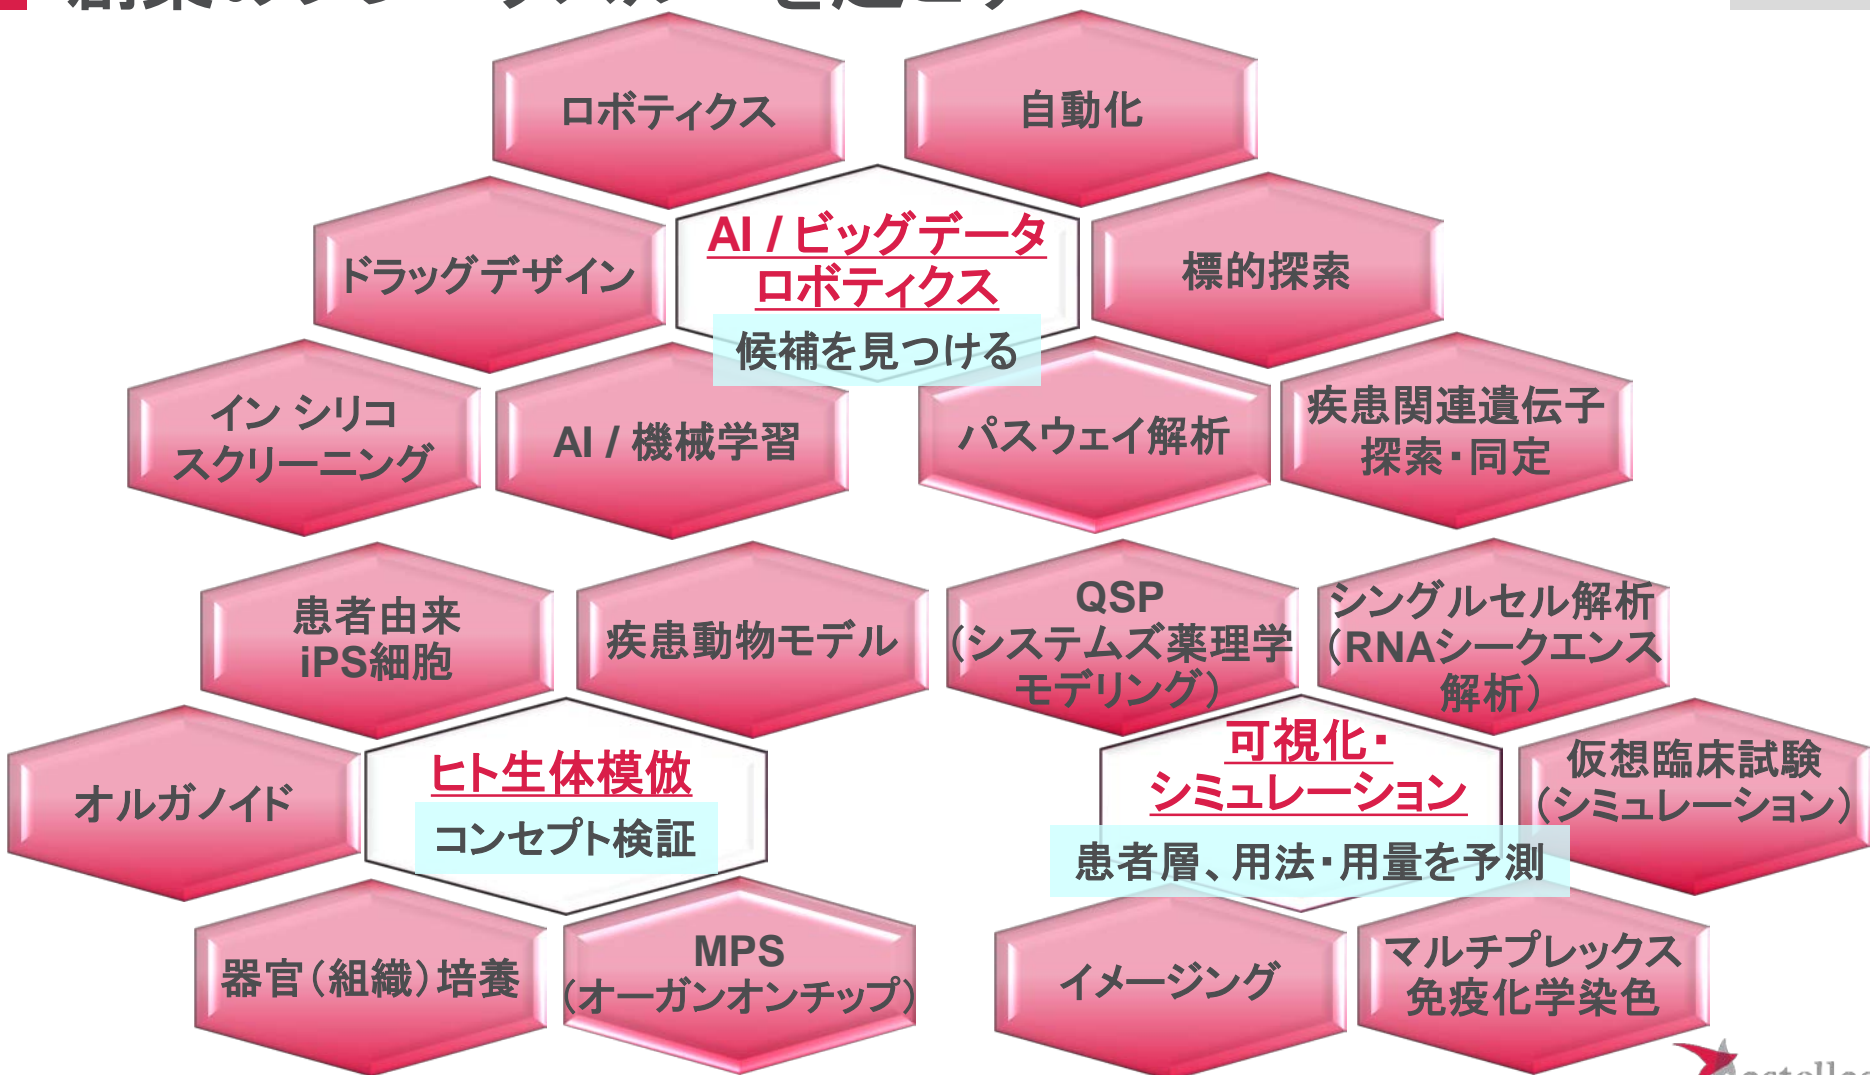 ロボティクス
自動化
ドラッグデザイン
AI / ビッグデータ
ロボティクス
候補を見つける
標的探索
イン シリコ
スクリーニング
AI / 機械学習
パスウェイ解析
疾患関連遺伝子
探索・同定
患者由来
iPS細胞
疾患動物モデル
QSP
(システムズ薬理学
モデリング)
シングルセル解析
(RNAシークエンス
解析)
オルガノイド
ヒト生体模倣
コンセプト検証
可視化・
シミュレーション
患者層、用法・用量を予測
仮想臨床試験
(シミュレーション)
器官(組織)培養
MPS
(オーガンオンチップ)
イメージング
マルチプレックス
免疫化学染色